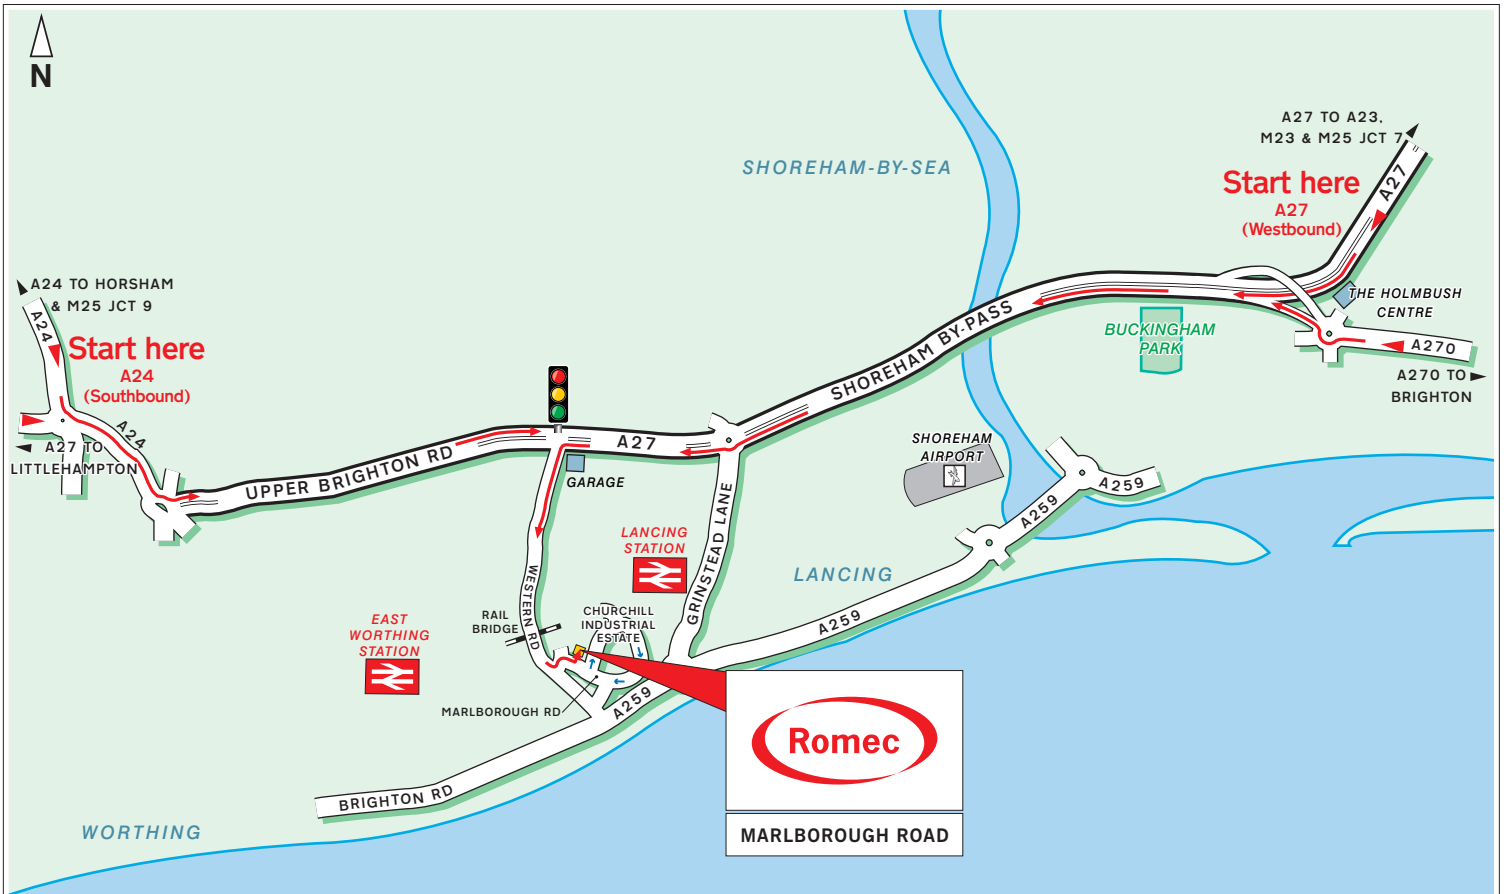 N
SHOREHAM-BY-SEA
A27 TO A23,
M23 & M25 JCT 7
Start here
A27
(Westbound)
A27
A24 TO HORSHAM
& M25 JCT 9
A24
Start here
A24
(Southbound)
A24
A27 TO
LITTLEHAMPTON
UPPER BRIGHTON RD
A27
SHOREHAM BY-PASS
BUCKINGHAM
PARK
THE HOLMBUSH
CENTRE
A270
A270 TO
BRIGHTON
GARAGE
SHOREHAM
AIRPORT
A259
A259
LANCING
STATION
GRINSTEAD LANE
LANCING
WESTERN RD
RAIL
BRIDGE
CHURCHILL
INDUSTRIAL
ESTATE
A259
EAST
WORTHING
STATION
MARLBOROUGH RD
A259
BRIGHTON RD
WORTHING
Romec
MARLBOROUGH ROAD